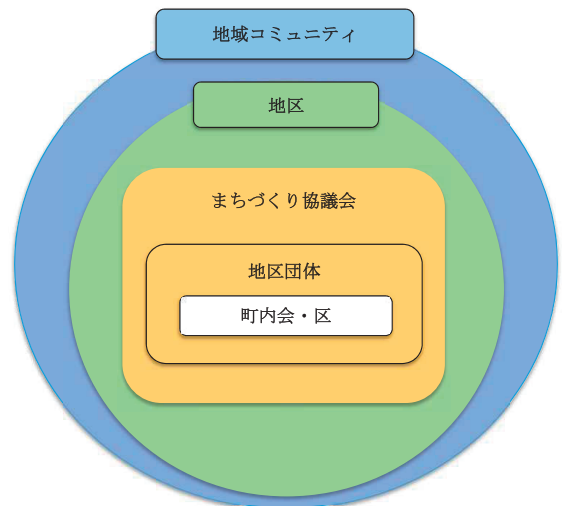 地域コミュニティ
地区
まちづくり協議会
地区団体
町内会・区